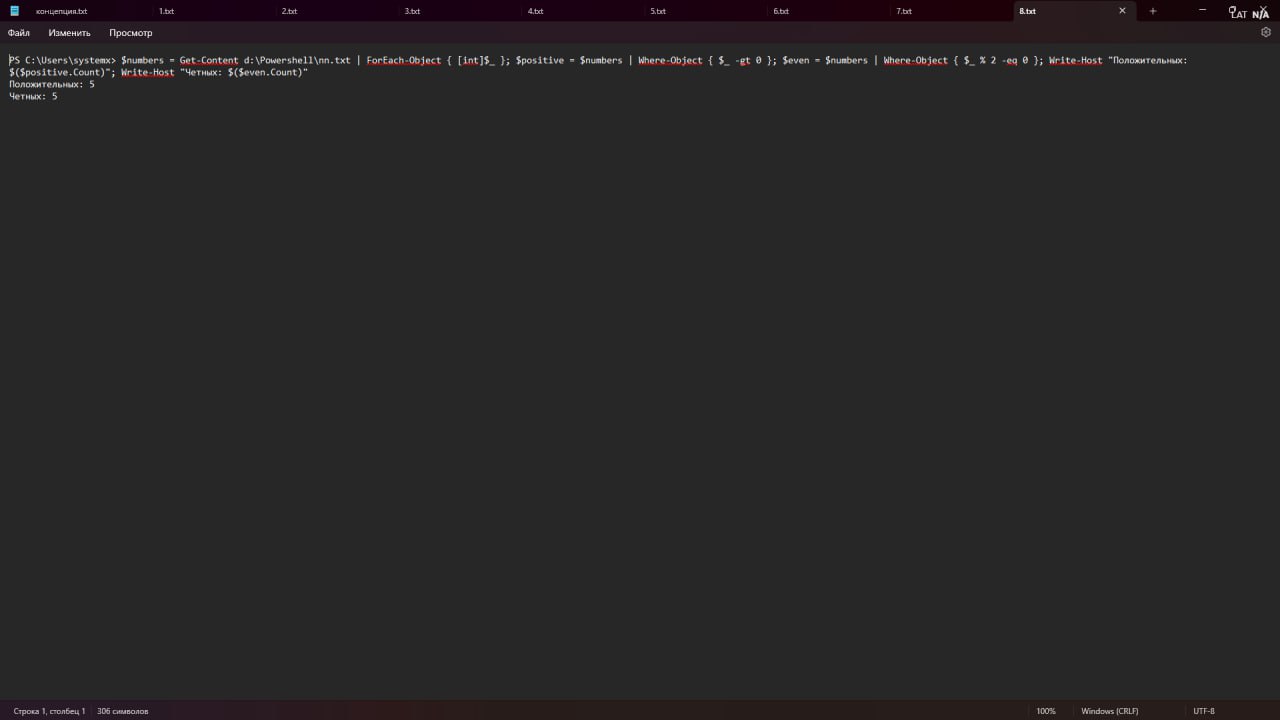 концепция.txt 1.txt 2.txt 3.txt 4.txt 5.txt 6.txt 7.txt 8.txt
LAT N/A
Файл Изменить Просмотр
PS C:\Users\systemx> $numbers = Get-Content d:\Powershell\nn.txt | ForEach-Object { [int]$_ }; $positive = $numbers | Where-Object { $_ -gt 0 }; $even = $numbers | Where-Object { $_ % 2 -eq 0 }; Write-Host "Положительных:
$($positive.Count)"; Write-Host "Четных: $($even.Count)"
Положительных: 5
Четных: 5
Строка 1, столбец 1 306 символов 100% Windows (CRLF) UTF-8